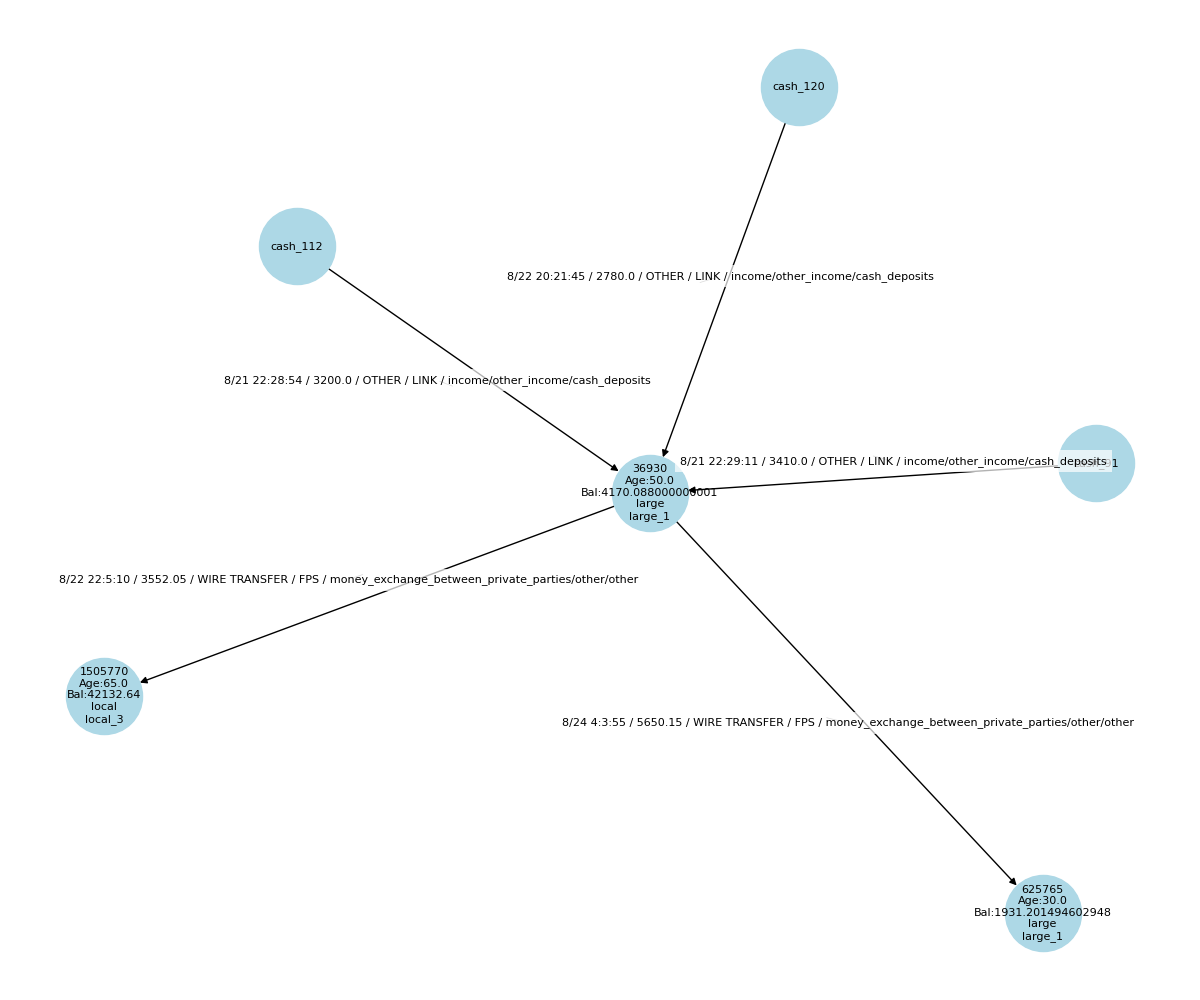 cash_120
cash_112
8/22 20:21:45 / 2780.0 / OTHER / LINK / income/other_income/cash_deposits
8/21 22:28:54 / 3200.0 / OTHER / LINK / income/other_income/cash_deposits
8/21 22:29:11 / 3410.0 / OTHER / LINK / income/other_income/cash_deposits
36930
Age:50.0
Bal:4170.088000000001
large
large_1
8/22 22:5:10 / 3552.05 / WIRE TRANSFER / FPS / money_exchange_between_private_parties/other/other
1505770
Age:65.0
Bal:42132.64
local
local_3
8/24 4:3:55 / 5650.15 / WIRE TRANSFER / FPS / money_exchange_between_private_parties/other/other
625765
Age:30.0
Bal:1931.201494602948
large
large_1